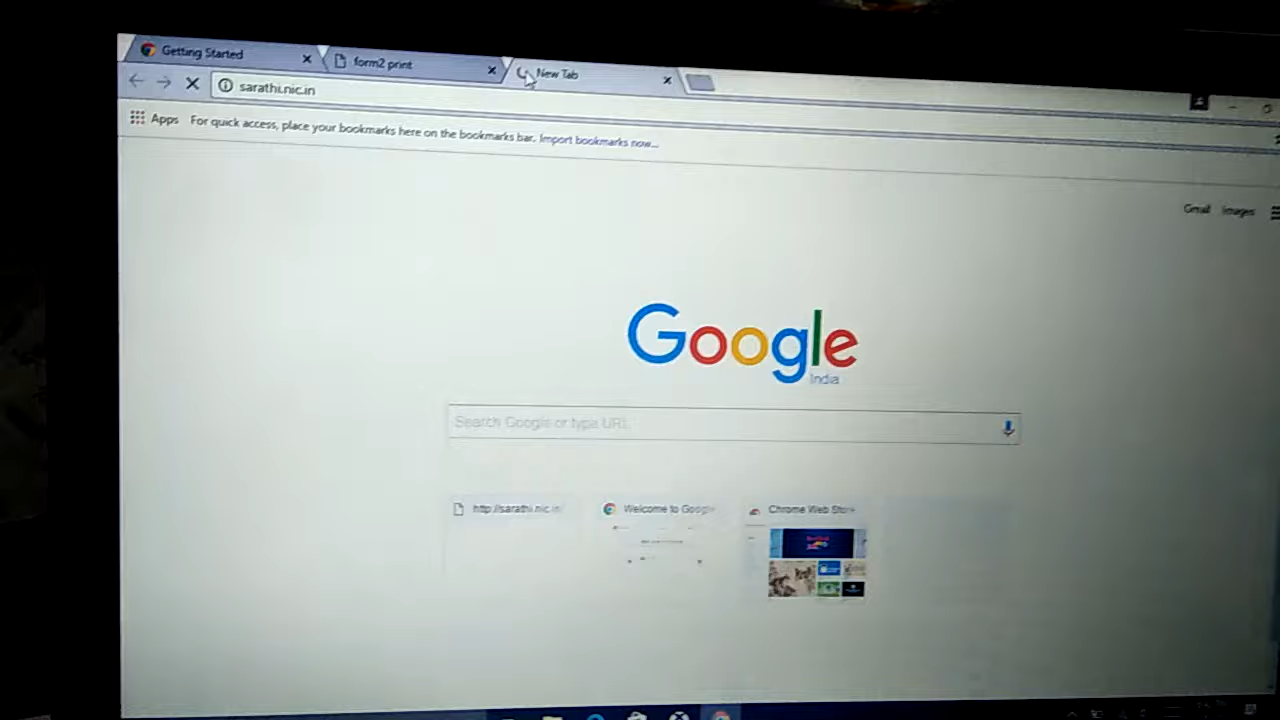 Getting Started
form2 print
New Tab
sarathi.nic.in
Apps For quick access, place your bookmarks here on the bookmarks bar. Import bookmarks now...
Gmail Images
Google
India
Search Google or type URL
http://sarathi.nic.in/
Welcome to Google
Chrome Web Store